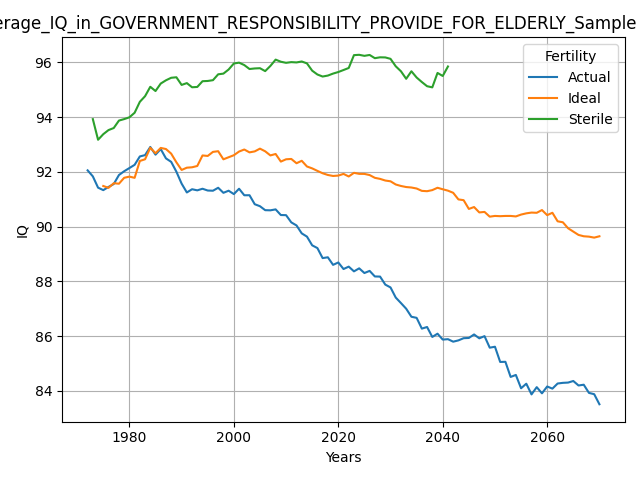 erage_IQ_in_GOVERNMENT_RESPONSIBILITY_PROVIDE_FOR_ELDERLY_Sample
Fertility
Actual
Ideal
Sterile
IQ
96
94
92
90
88
86
84
1980 2000 2020 2040 2060
Years